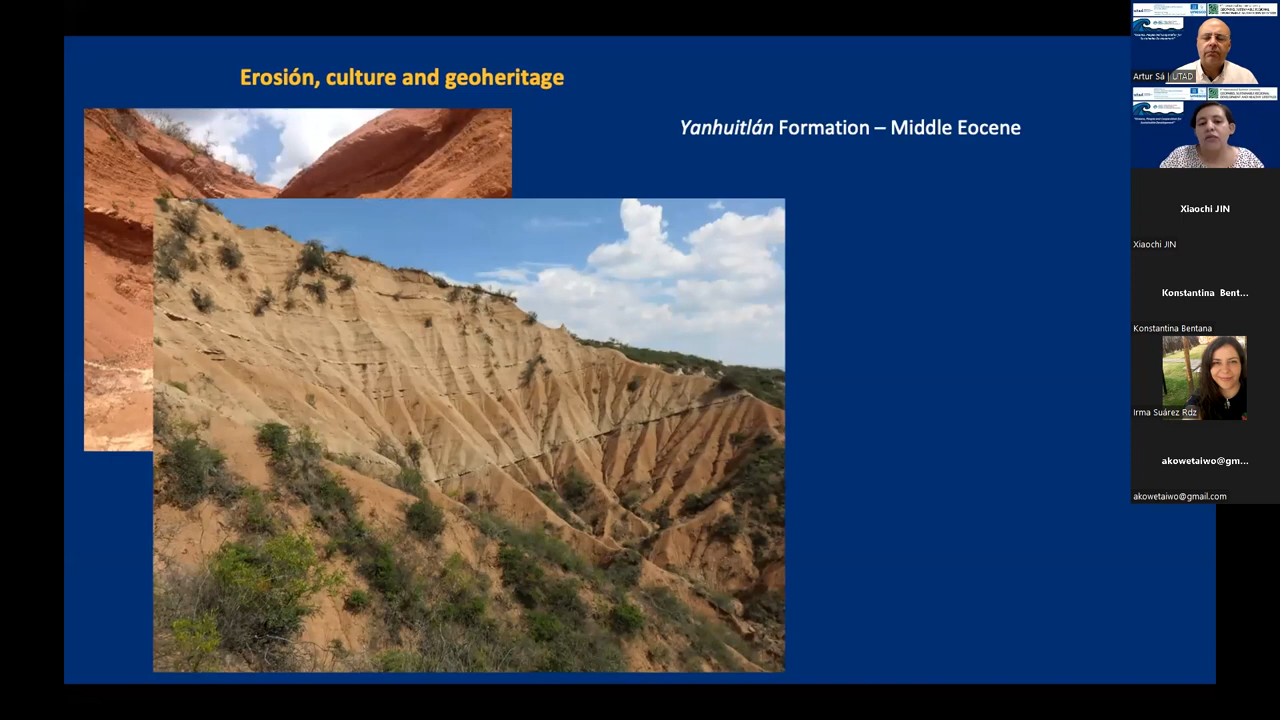 Erosión, culture and geoheritage
Yanhuitlán Formation – Middle Eocene
Artur Sá | UTAD
Xiaochi JIN
Xiaochi JIN
Konstantina Bent...
Konstantina Bentana
Irma Suárez Rdz
akowetaiwo@gm...
akowetaiwo@gmail.com